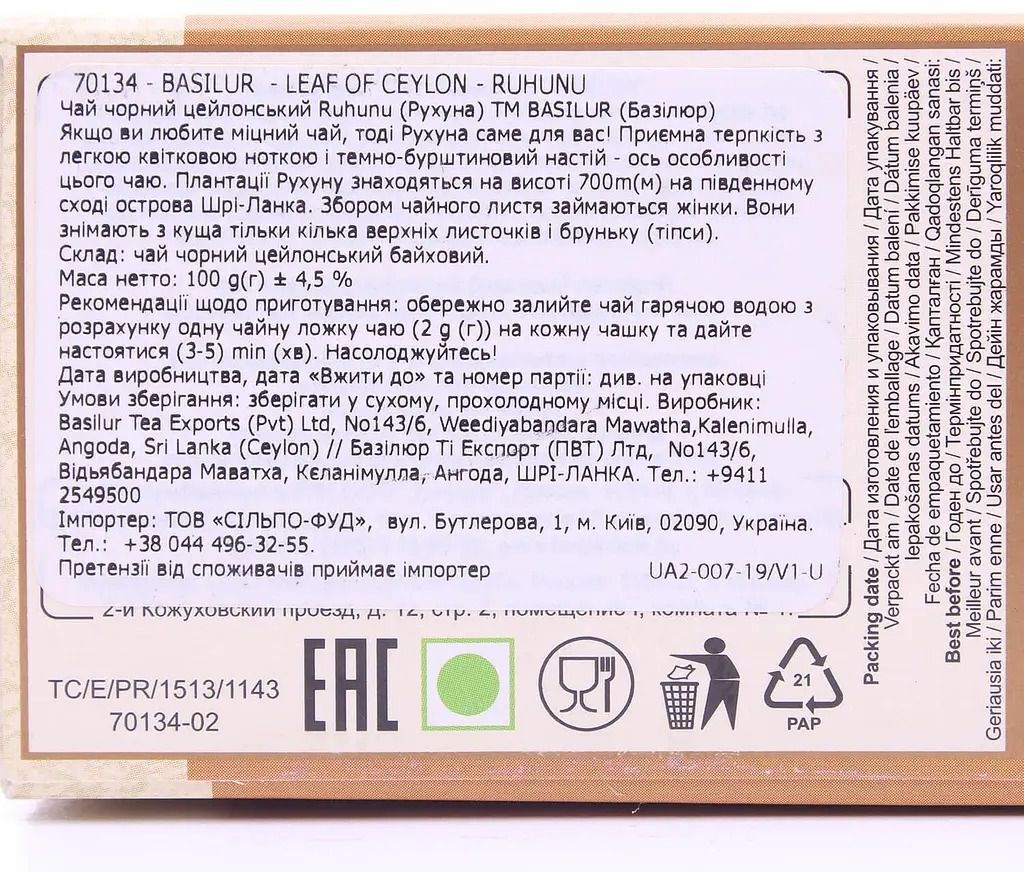 70134 - BASILUR - LEAF OF CEYLON - RUHUNU
Чай чорний цейлонський Ruhunu (Рухуна) ТМ BASILUR (Базілюр)
Якщо ви любите міцний чай, тоді Рухуна саме для вас! Приємна терпкість з
легкою квітковою ноткою і темно-бурштиновий настій - ось особливості
цього чаю. Плантації Рухуну знаходяться на висоті 700m(м) на південному
сході острова Шрі-Ланка. Збором чайного листя займаються жінки. Вони
знімають з куща тільки кілька верхніх листочків і бруньку (тіпси).
Склад: чай чорний цейлонський байховий.
Маса нетто: 100 g(г) ± 4,5 %
Рекомендації щодо приготування: обережно залийте чай гарячою водою з
розрахунку одну чайну ложку чаю (2 g (г)) на кожну чашку та дайте
настоятися (3-5) min (хв). Насолоджуйтесь!
Дата виробництва, дата «Вжити до» та номер партії: див. на упаковці
Умови зберігання: зберігати у сухому, прохолодному місці. Виробник:
Basilur Tea Exports (Pvt) Ltd, No143/6, Weediyabandara Mawatha,Kalenimulla,
Angoda, Sri Lanka (Ceylon) // Базілюр Ті Експорт (ПВТ) Лтд, No143/6,
Відьябандара Маватха, Кєланімулла, Ангода, ШРІ-ЛАНКА. Тел.: +9411
2549500
Імпортер: ТОВ «СІЛЬПО-ФУД», вул. Бутлерова, 1, м. Київ, 02090, Україна.
Тел.: +38 044 496-32-55.
Претензії від споживачів приймає імпортер UA2-007-19/V1-U
2-й Кожуховский проезд, д. 12, стр. 2, помещение I, комната №
TC/E/PR/1513/1143
70134-02
EAC
21
PAP
Packing date / Дата изготовления и упаковывания / Дата упакування /
Verpackt am / Date de lemballage / Datum balení / Dátum balenia /
Iepakošanas datums / Akavimo data / Pakkimise kuupäev /
Fecha de empaquetamiento / Қапталған / Qadoqlangan sanasi:
Best before / Годен до / Термінпридатності / Mindestens Haltbar bis /
Meilleur avant / Spotřebujte do / Spotrebujte do / Derīguma termiņš /
Geriausia iki / Parim enne / Usar antes del / Дейін жарамды / Yaroqlilik muddati: